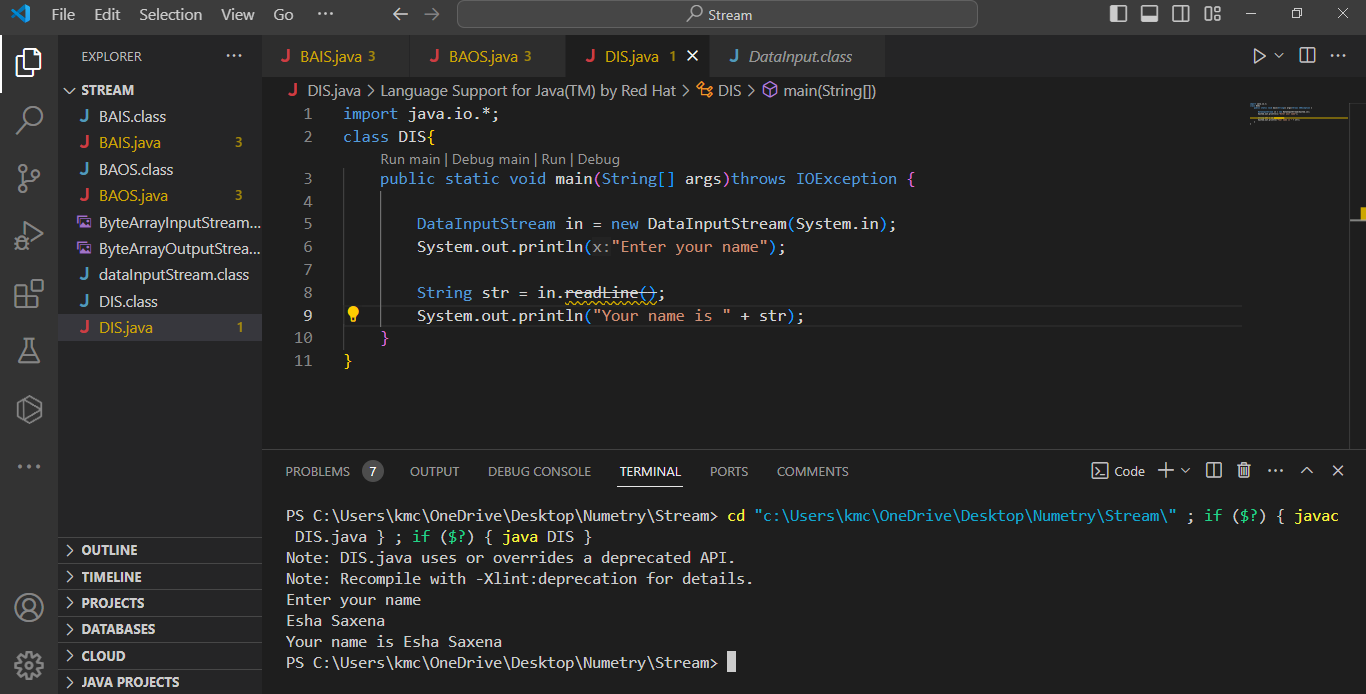 File Edit Selection View Go ··· Stream
EXPLORER ···
STREAM
J BAIS.class
J BAIS.java 3
J BAOS.class
J BAOS.java 3
ByteArrayInputStream...
ByteArrayOutputStrea...
J dataInputStream.class
J DIS.class
J DIS.java 1
OUTLINE
TIMELINE
PROJECTS
DATABASES
CLOUD
JAVA PROJECTS
J BAIS.java 3 J BAOS.java 3 J DIS.java 1 J DataInput.class
J DIS.java > Language Support for Java(TM) by Red Hat > DIS > main(String[])
1 import java.io.*;
2 class DIS{
Run main | Debug main | Run | Debug
3 public static void main(String[] args)throws IOException {
4
5 DataInputStream in = new DataInputStream(System.in);
6 System.out.println(x:"Enter your name");
7
8 String str = in.readLine();
9 System.out.println("Your name is " + str);
10 }
11 }
PROBLEMS 7 OUTPUT DEBUG CONSOLE TERMINAL PORTS COMMENTS Code
PS C:\Users\kmc\OneDrive\Desktop\Numetry\Stream> cd "c:\Users\kmc\OneDrive\Desktop\Numetry\Stream\" ; if ($?) { javac
DIS.java } ; if ($?) { java DIS }
Note: DIS.java uses or overrides a deprecated API.
Note: Recompile with -Xlint:deprecation for details.
Enter your name
Esha Saxena
Your name is Esha Saxena
PS C:\Users\kmc\OneDrive\Desktop\Numetry\Stream>